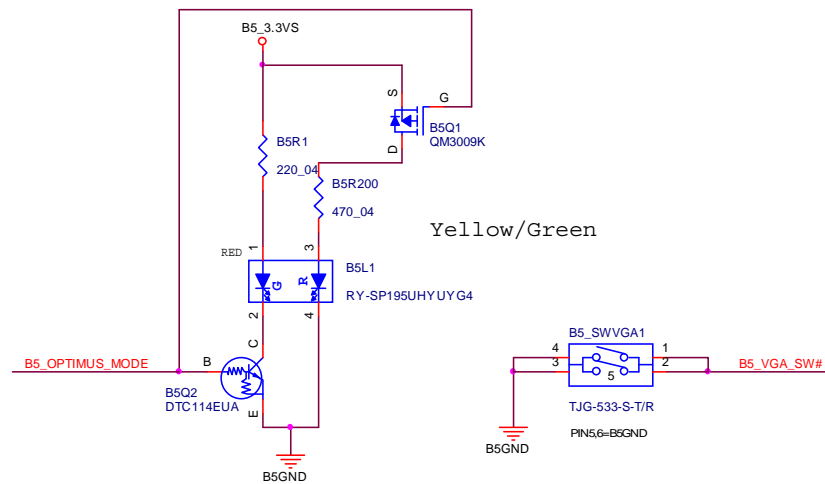 B5_3.3VS
S
G
B5Q1
QM3009K
D
B5R1
220_04
B5R200
470_04
Yellow/Green
RED
1
3
G
R
B5L1
RY-SP195UHYUYG4
2
4
B5_OPTIMUS_MODE
B
C
B5Q2
DTC114EUA
E
B5GND
B5_SWVGA1
4
1
3
2
5
B5_VGA_SW#
TJG-533-S-T/R
PIN5,6=B5GND
B5GND